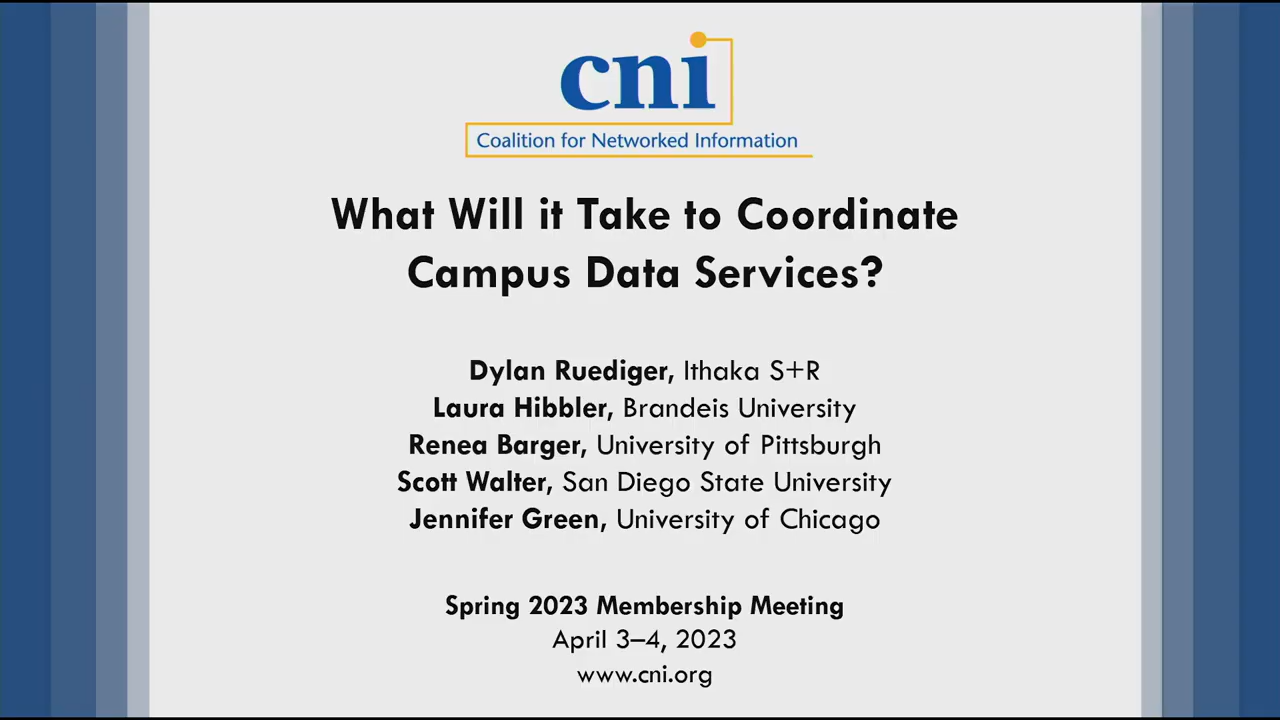 cni
Coalition for Networked Information
What Will it Take to Coordinate
Campus Data Services?
Dylan Ruediger, Ithaka S+R
Laura Hibbler, Brandeis University
Renea Barger, University of Pittsburgh
Scott Walter, San Diego State University
Jennifer Green, University of Chicago
Spring 2023 Membership Meeting
April 3–4, 2023
www.cni.org